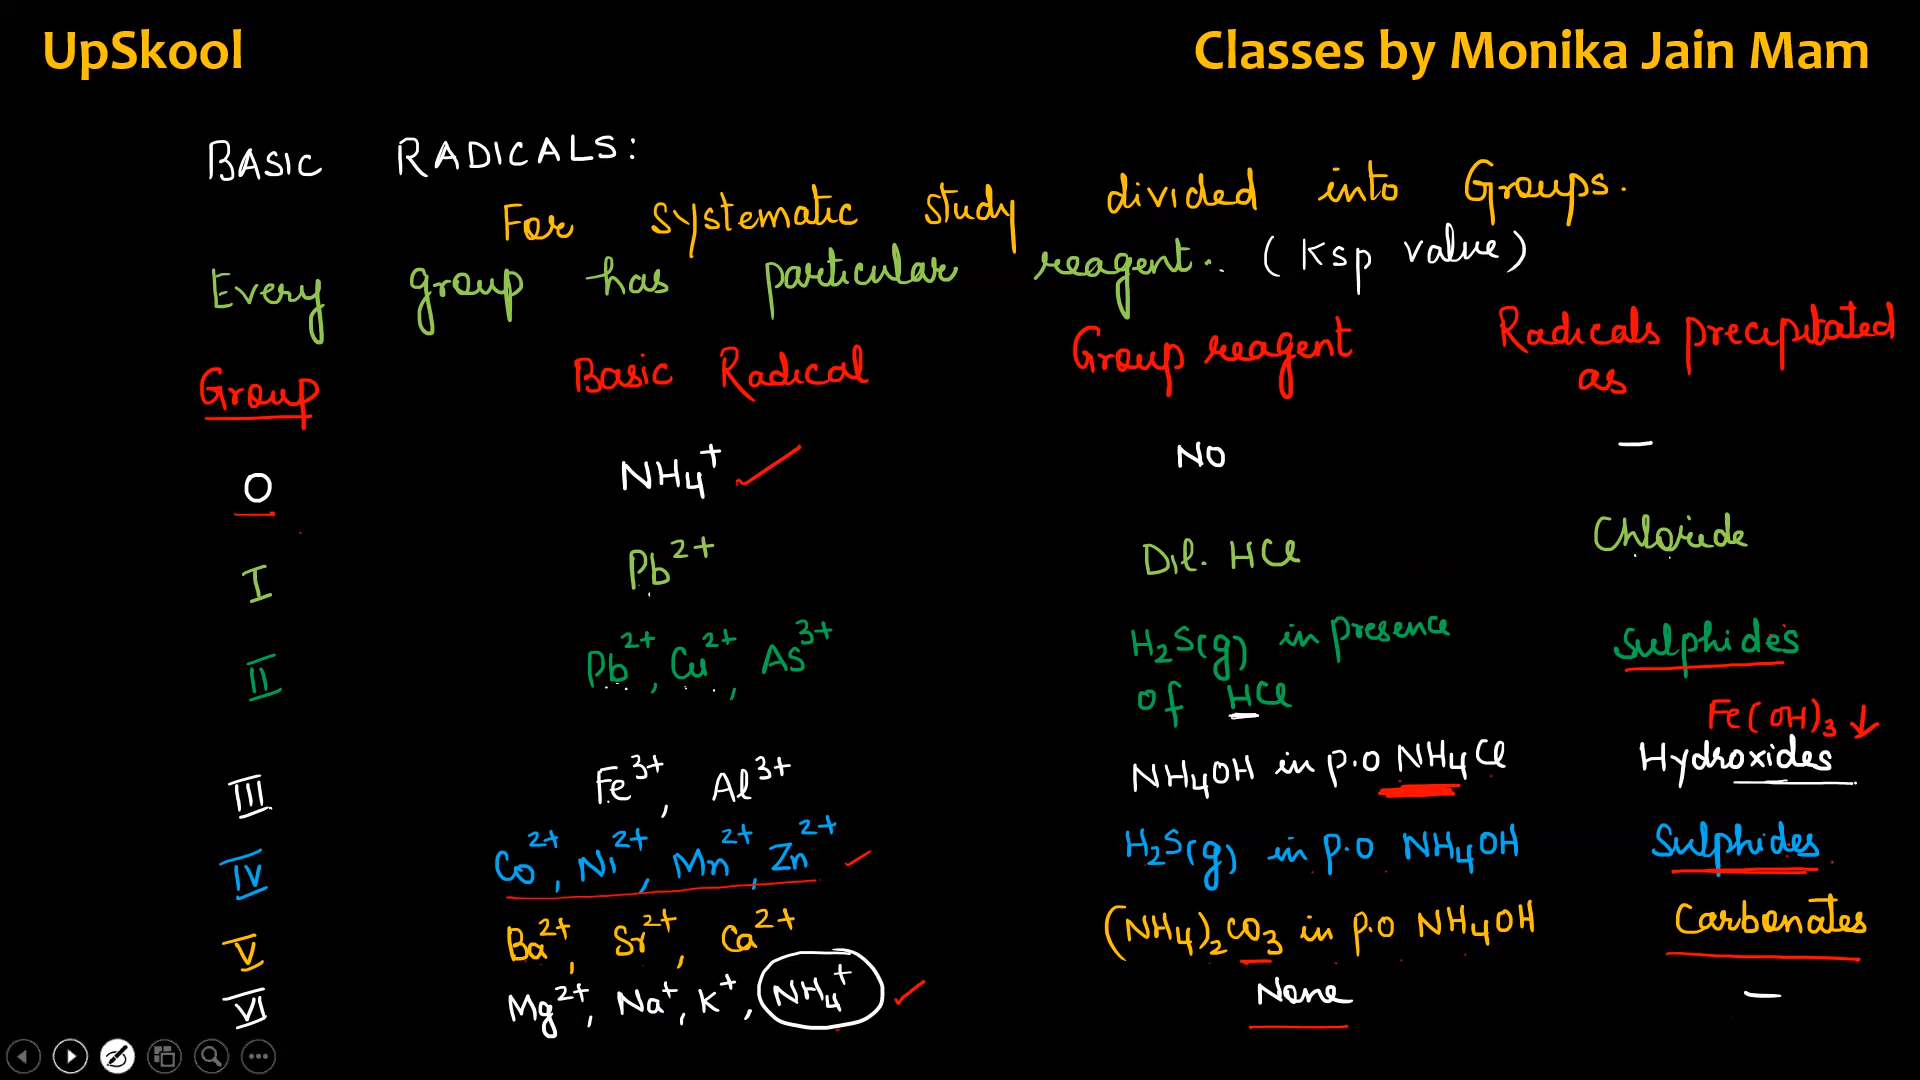 UpSkool Classes by Monika Jain Mam
BASIC RADICALS:
For systematic study divided into Groups.
Every group has particular reagent.. (Ksp value)
Group Basic Radical Group reagent Radicals precipitated as
O NH₄⁺ NO —
I Pb²⁺ Dil. HCl Chloride
II Pb²⁺, Cu²⁺, As³⁺ H₂S(g) in presence of HCl Sulphides
Fe(OH)₃ ↓
III Fe³⁺, Al³⁺ NH₄OH in p.o NH₄Cl Hydroxides
IV Co²⁺, Ni²⁺, Mn²⁺, Zn²⁺ H₂S(g) in p.o NH₄OH Sulphides
V Ba²⁺, Sr²⁺, Ca²⁺ (NH₄)₂CO₃ in p.o NH₄OH Carbonates
VI Mg²⁺, Na⁺, K⁺, NH₄⁺ None —